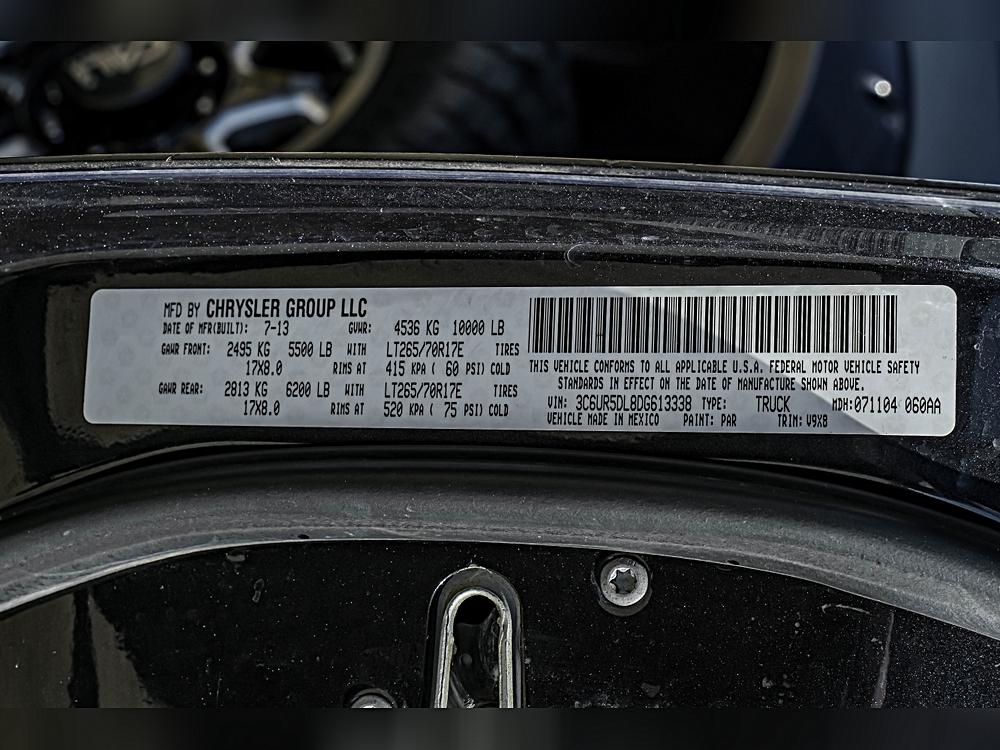 MFD BY CHRYSLER GROUP LLC
DATE OF MFR(BUILT): 7-13 GVWR: 4536 KG 10000 LB
GAWR FRONT: 2495 KG 5500 LB WITH LT265/70R17E TIRES
17X8.0 RIMS AT 415 KPA ( 60 PSI) COLD
GAWR REAR: 2813 KG 6200 LB WITH LT265/70R17E TIRES
17X8.0 RIMS AT 520 KPA ( 75 PSI) COLD
THIS VEHICLE CONFORMS TO ALL APPLICABLE U.S.A. FEDERAL MOTOR VEHICLE SAFETY
STANDARDS IN EFFECT ON THE DATE OF MANUFACTURE SHOWN ABOVE.
VIN: 3C6UR5DL8DG613338 TYPE: TRUCK MDH:071104 060AA
VEHICLE MADE IN MEXICO PAINT: PAR TRIM: V9X8